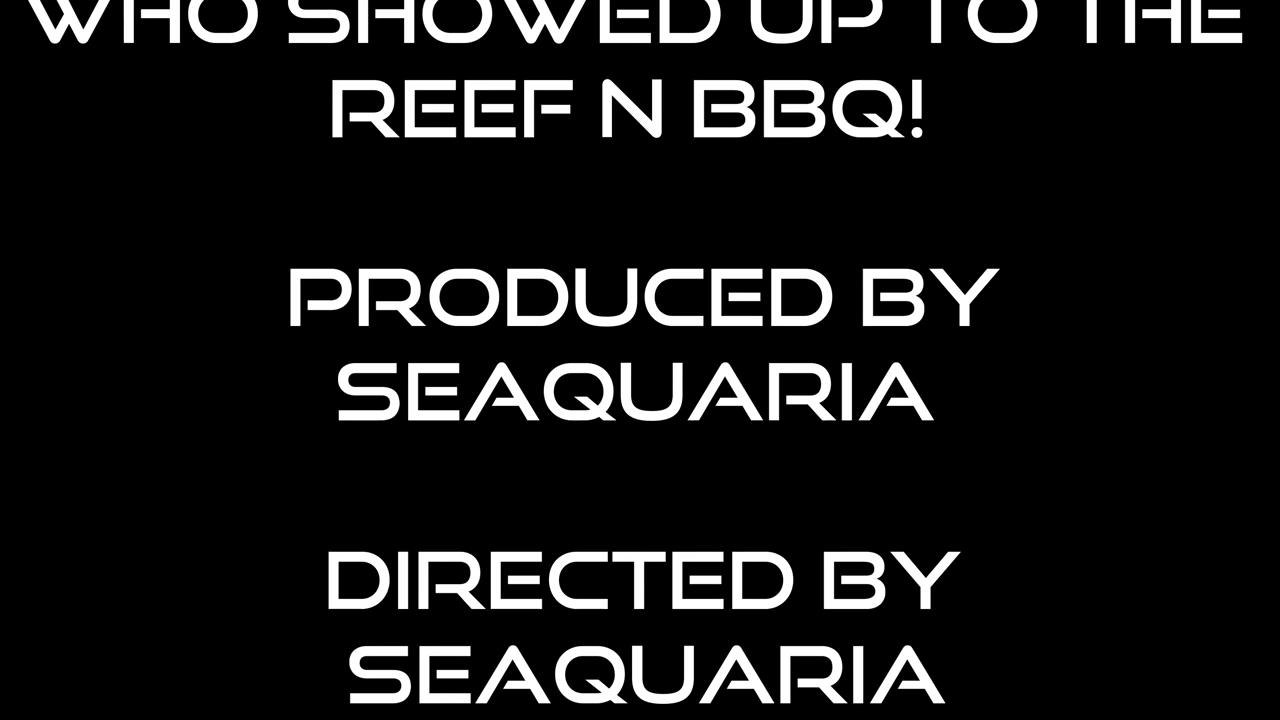 WHO SHOWED UP TO THE
REEF N BBQ!
PRODUCED BY
SEAQUARIA
DIRECTED BY
SEAQUARIA